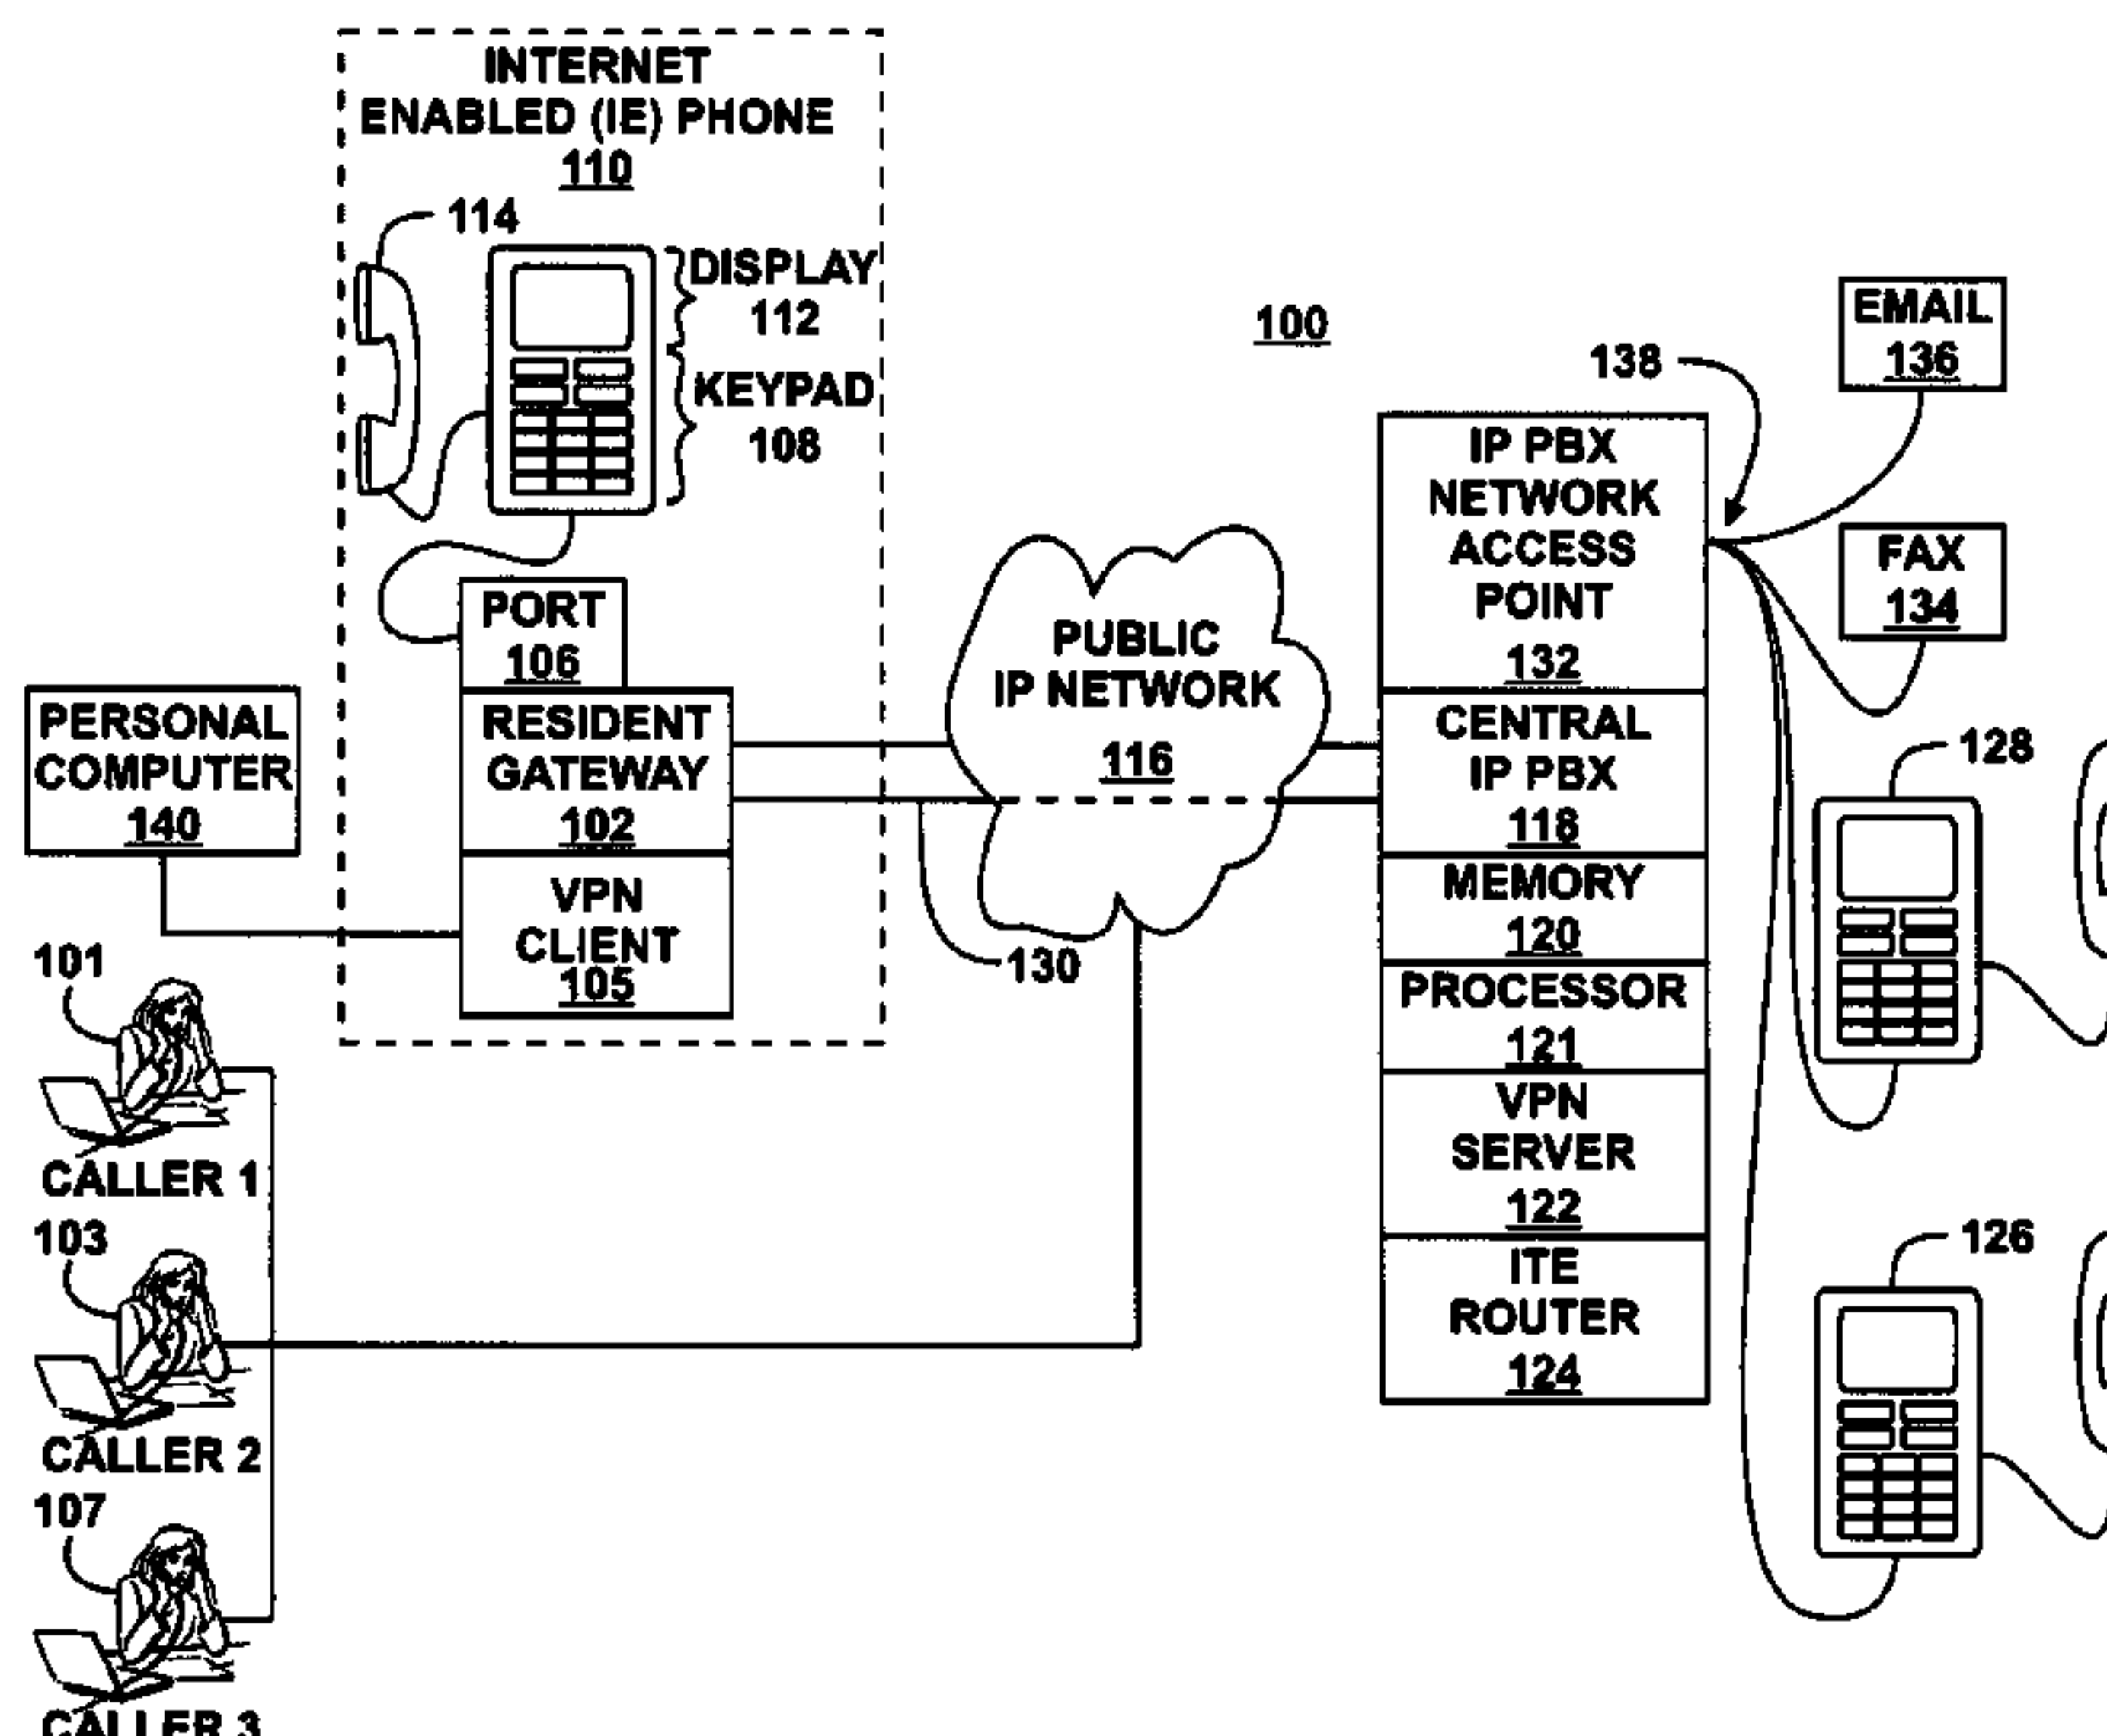 INTERNET
ENABLED (IE) PHONE
110
114
DISPLAY
112
KEYPAD
108
PORT
106
PERSONAL
COMPUTER
140
RESIDENT
GATEWAY
102
VPN
CLIENT
105
PUBLIC
IP NETWORK
116
130
100
138
EMAIL
136
FAX
134
IP PBX
NETWORK
ACCESS
POINT
132
CENTRAL
IP PBX
118
MEMORY
120
PROCESSOR
121
VPN
SERVER
122
ITE
ROUTER
124
128
126
101
CALLER 1
103
CALLER 2
107
CALLER 3